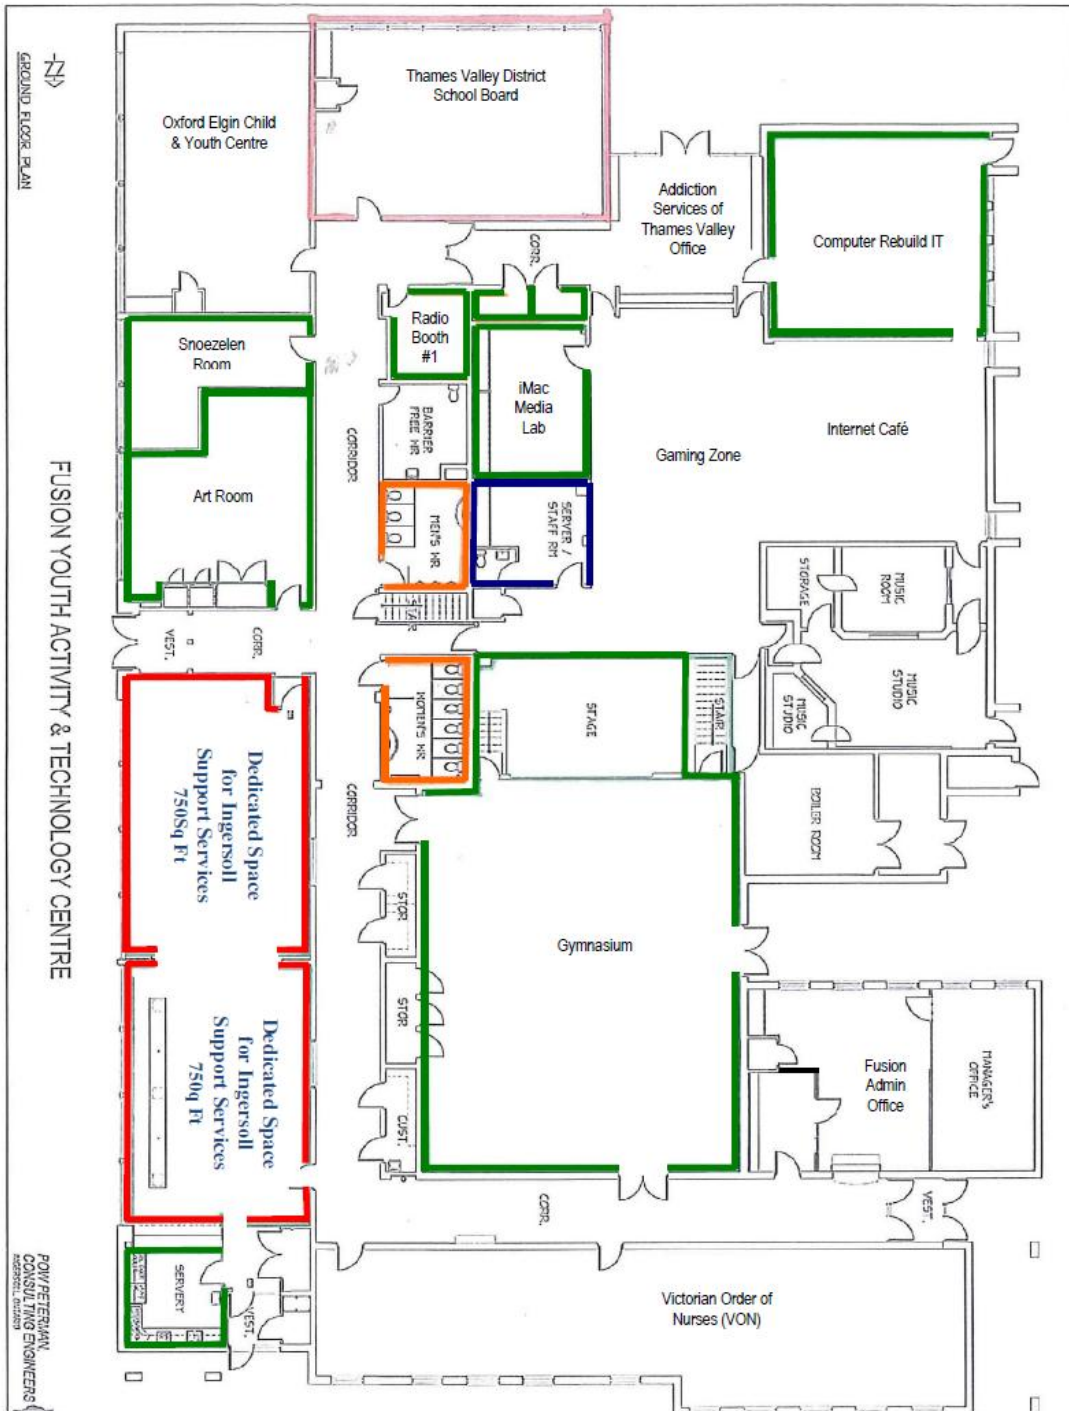 Thames Valley District
School Board
Oxford Elgin Child
& Youth Centre
Addiction
Services of
Thames Valley
Office
Computer Rebuild IT
CORR.
Snoezelen
Room
Radio
Booth
#1
iMac
Media
Lab
BARRIER
FREE WR
CORRIDOR
Gaming Zone
Internet Café
Art Room
MEN'S WR
SERVER /
STAFF RM
STORAGE
MUSIC
ROOM
STAIR
VEST.
CORR.
WOMEN'S WR
STAGE
STAIR
MUSIC
STUDIO
MUSIC
STUDIO
Dedicated Space
for Ingersoll
Support Services
750Sq Ft
CORRIDOR
BOILER ROOM
STOR.
Gymnasium
STOR.
Dedicated Space
for Ingersoll
Support Services
750q Ft
CUST.
Fusion
Admin
Office
MANAGER'S
OFFICE
CORR.
VEST.
SERVERY
VEST.
Victorian Order of
Nurses (VON)
N
GROUND FLOOR PLAN
FUSION YOUTH ACTIVITY & TECHNOLOGY CENTRE
POW PETERMAN
CONSULTING ENGINEERS
INGERSOLL, ONTARIO